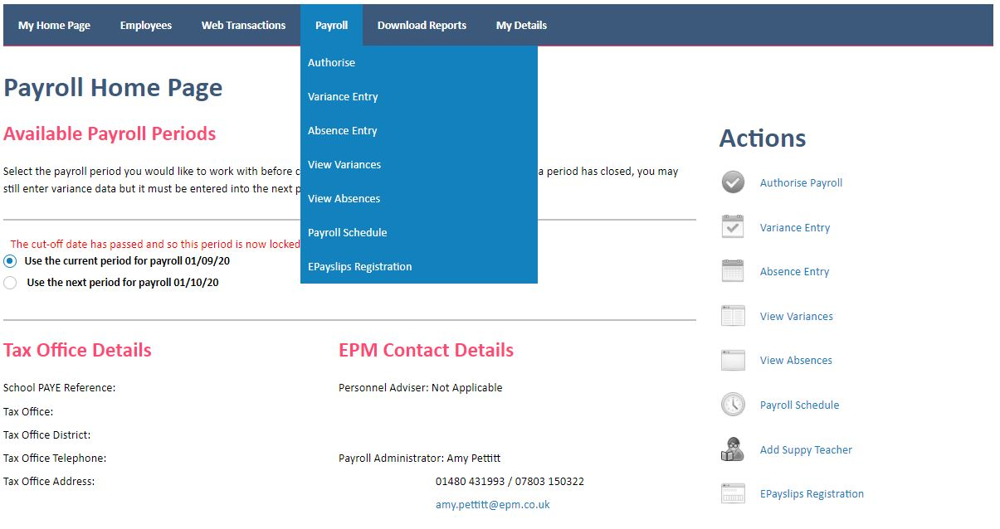 My Home Page Employees Web Transactions Payroll Download Reports My Details
Authorise
Variance Entry
Absence Entry
View Variances
View Absences
Payroll Schedule
EPayslips Registration
Payroll Home Page
Available Payroll Periods
Select the payroll period you would like to work with before c a period has closed, you may
still enter variance data but it must be entered into the next p
The cut-off date has passed and so this period is now locked
Use the current period for payroll 01/09/20
Use the next period for payroll 01/10/20
Tax Office Details
School PAYE Reference:
Tax Office:
Tax Office District:
Tax Office Telephone:
Tax Office Address:
EPM Contact Details
Personnel Adviser: Not Applicable
Payroll Administrator: Amy Pettitt
01480 431993 / 07803 150322
amy.pettitt@epm.co.uk
Actions
Authorise Payroll
Variance Entry
Absence Entry
View Variances
View Absences
Payroll Schedule
Add Suppy Teacher
EPayslips Registration